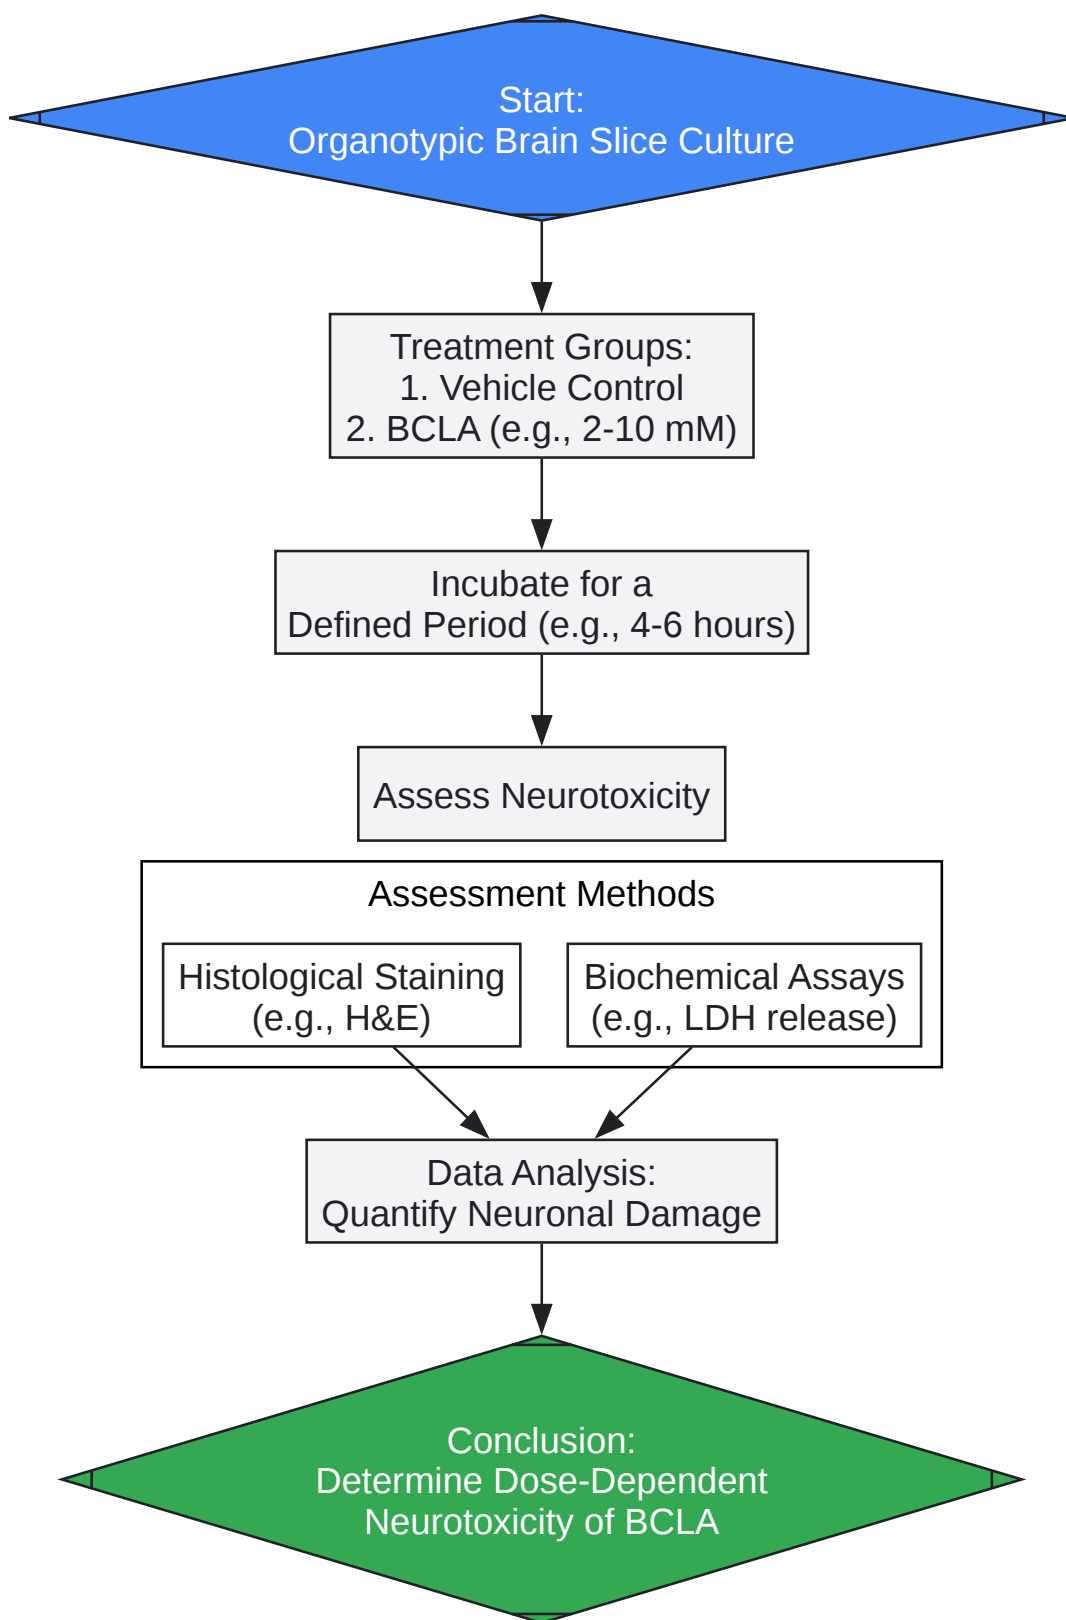 Start:
Organotypic Brain Slice Culture
Treatment Groups:
1. Vehicle Control
2. BCLA (e.g., 2-10 mM)
Incubate for a
Defined Period (e.g., 4-6 hours)
Assess Neurotoxicity
Assessment Methods
Histological Staining
(e.g., H&E)
Biochemical Assays
(e.g., LDH release)
Data Analysis:
Quantify Neuronal Damage
Conclusion:
Determine Dose-Dependent
Neurotoxicity of BCLA